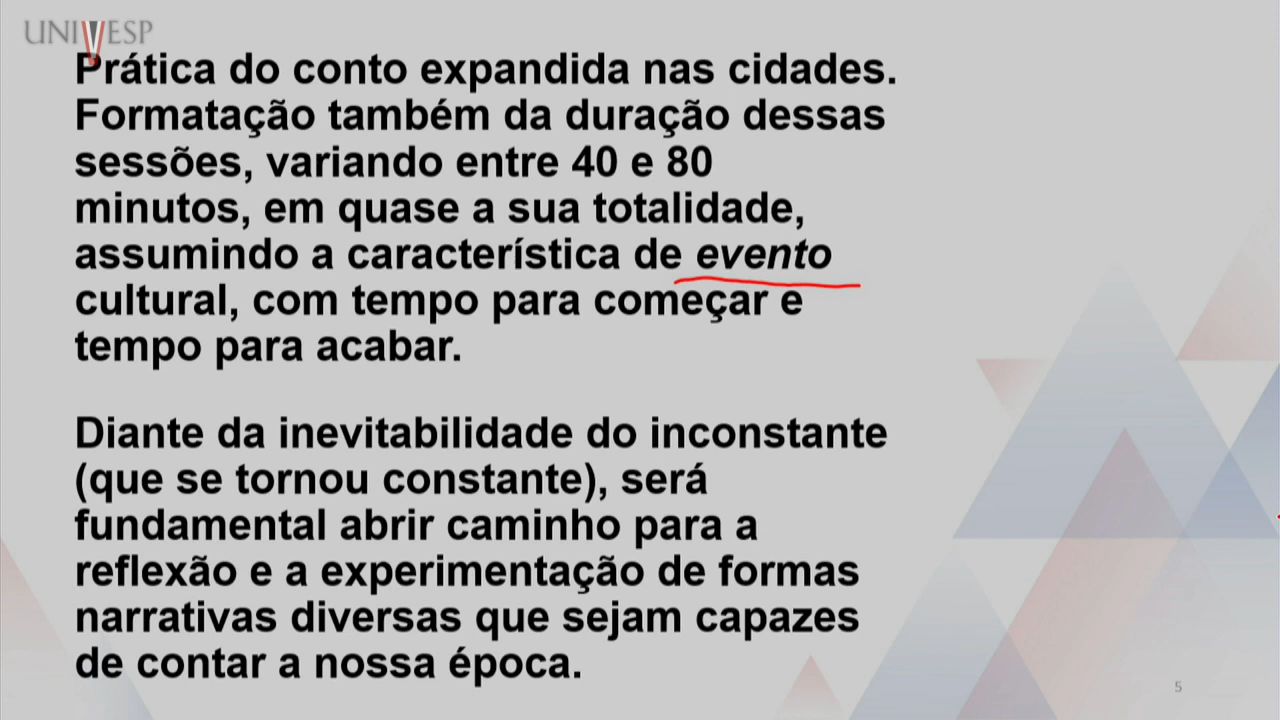 UNIVESP
Prática do conto expandida nas cidades.
Formatação também da duração dessas
sessões, variando entre 40 e 80
minutos, em quase a sua totalidade,
assumindo a característica de evento
cultural, com tempo para começar e
tempo para acabar.
Diante da inevitabilidade do inconstante
(que se tornou constante), será
fundamental abrir caminho para a
reflexão e a experimentação de formas
narrativas diversas que sejam capazes
de contar a nossa época.
5